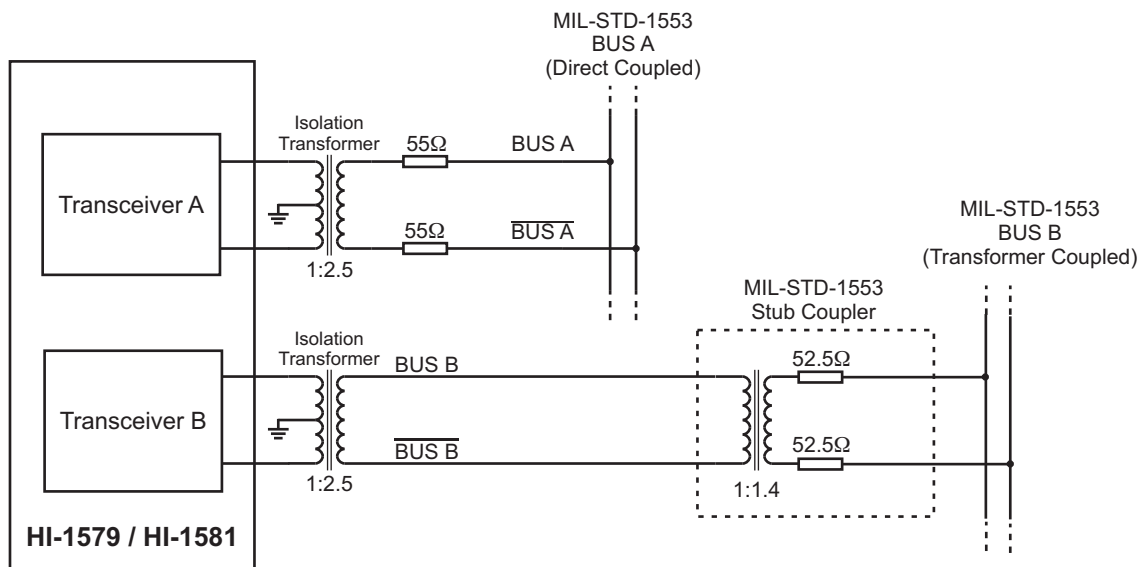 MIL-STD-1553
BUS A
(Direct Coupled)
Isolation
Transformer
55Ω
BUS A
Transceiver A
55Ω
BUS A
1:2.5
MIL-STD-1553
BUS B
(Transformer Coupled)
MIL-STD-1553
Stub Coupler
Isolation
Transformer
BUS B
52.5Ω
Transceiver B
BUS B
52.5Ω
1:2.5
1:1.4
HI-1579 / HI-1581